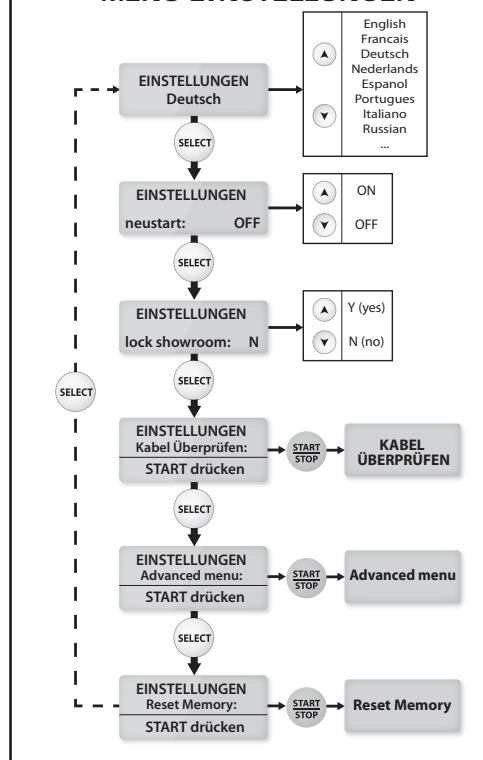 English
Francais
Deutsch
Nederlands
Espanol
Portugues
Italiano
Russian
...
EINSTELLUNGEN
Deutsch
SELECT
EINSTELLUNGEN
neustart: OFF
ON
OFF
SELECT
EINSTELLUNGEN
lock showroom: N
Y (yes)
N (no)
SELECT
SELECT
EINSTELLUNGEN
Kabel Überprüfen:
START drücken
START
STOP
KABEL
ÜBERPRÜFEN
SELECT
EINSTELLUNGEN
Advanced menu:
START drücken
START
STOP
Advanced menu
SELECT
EINSTELLUNGEN
Reset Memory:
START drücken
START
STOP
Reset Memory